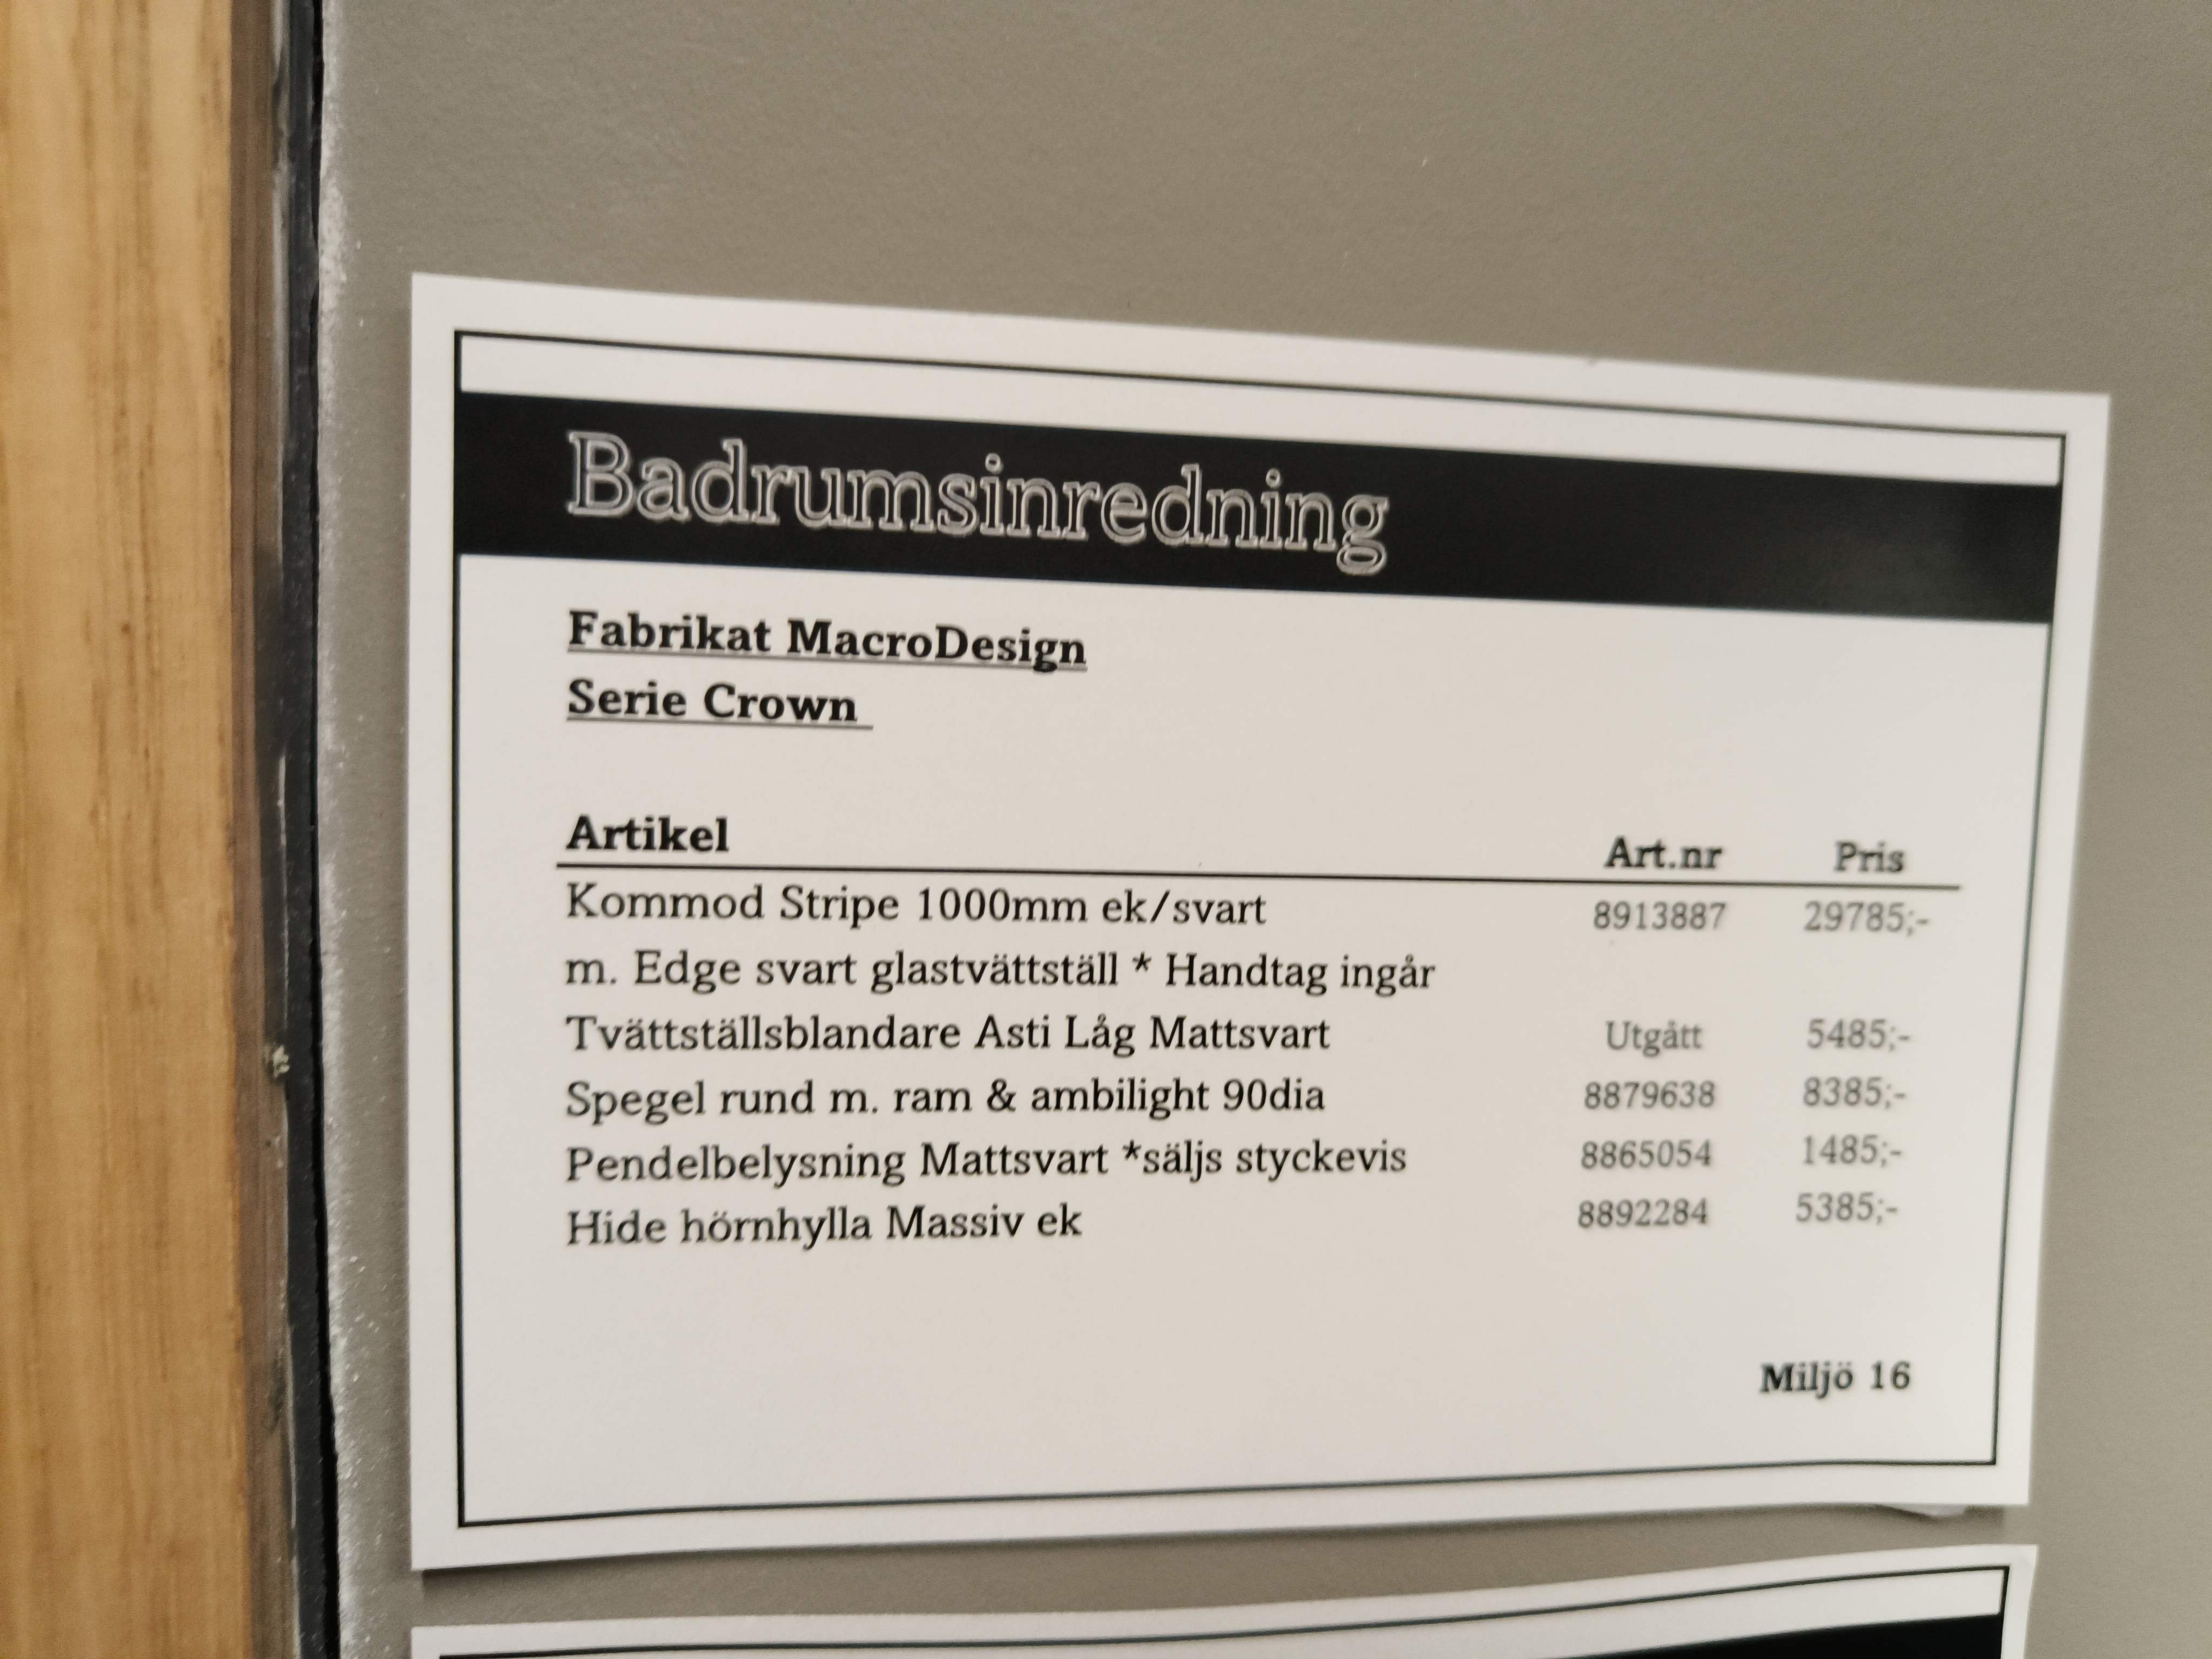 Badrumsinredning
Fabrikat MacroDesign
Serie Crown
Artikel Art.nr Pris
Kommod Stripe 1000mm ek/svart 8913887 29785;-
m. Edge svart glastvättställ * Handtag ingår
Tvättställsblandare Asti Låg Mattsvart Utgått 5485;-
Spegel rund m. ram & ambilight 90dia 8879638 8385;-
Pendelbelysning Mattsvart *säljs styckevis 8865054 1485;-
Hide hörnhylla Massiv ek 8892284 5385;-
Miljö 16